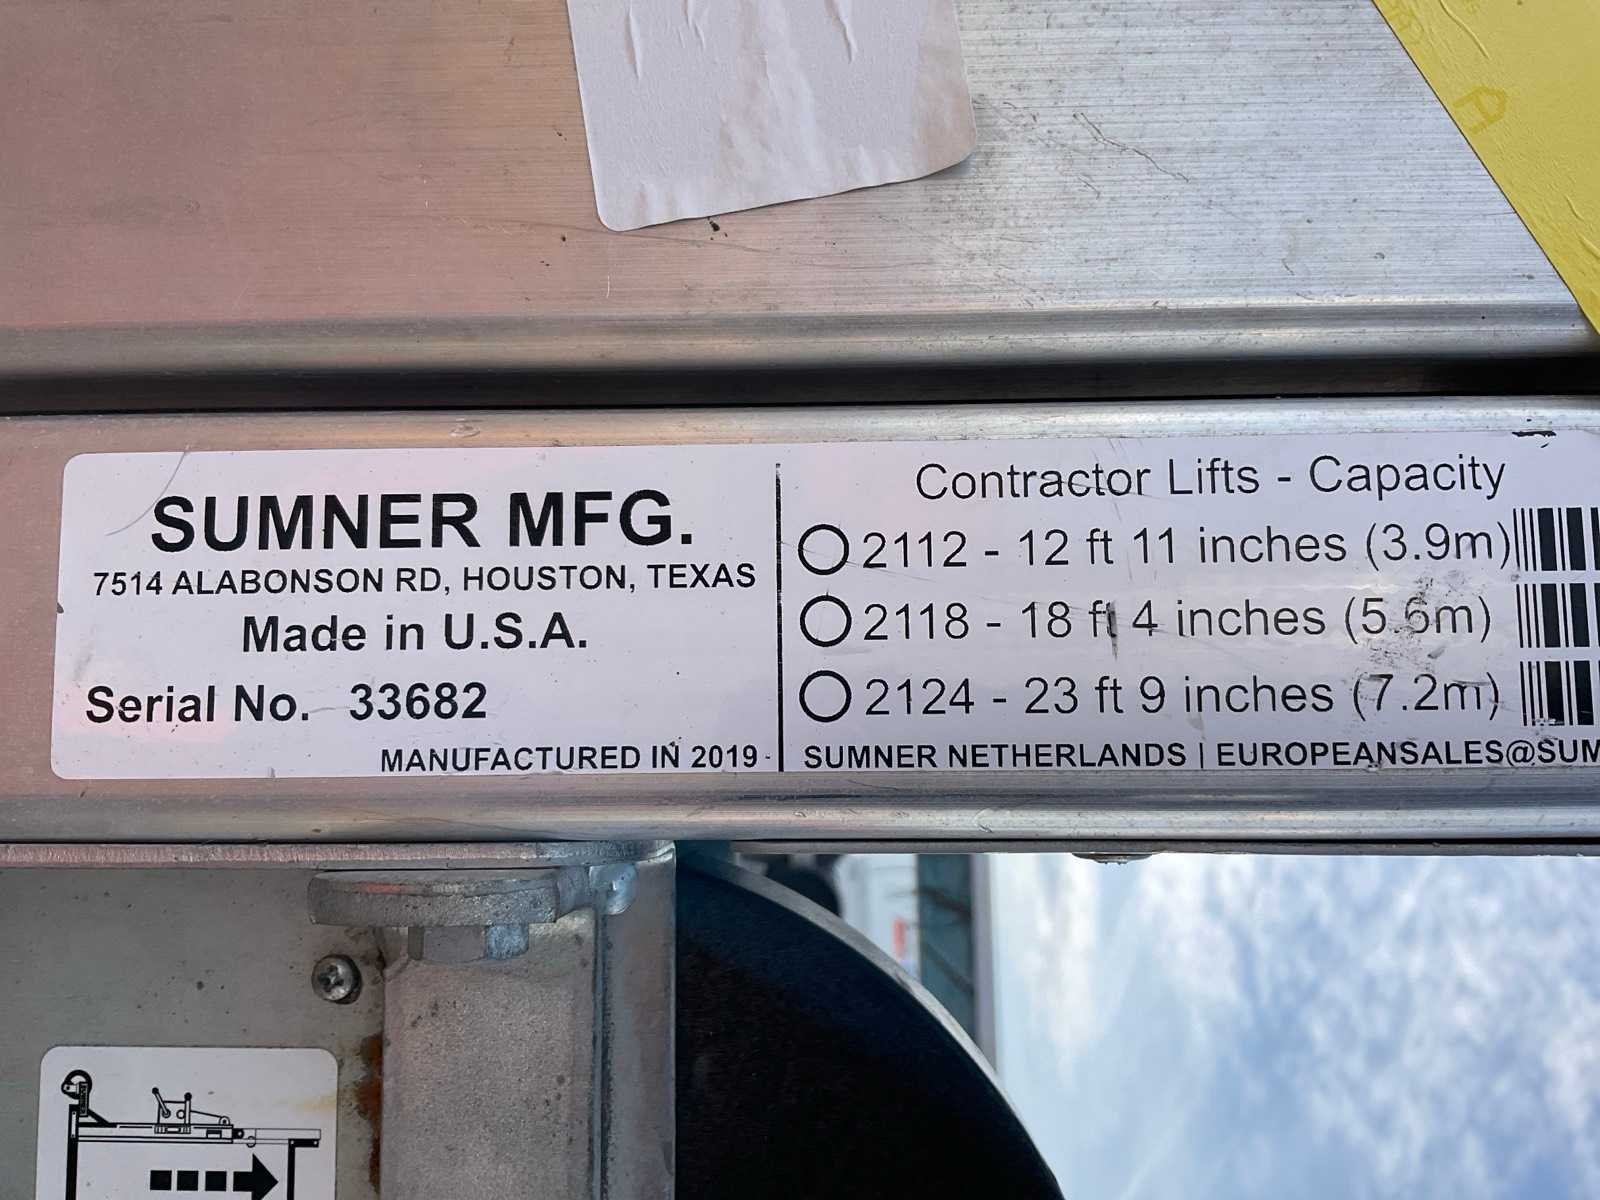 SUMNER MFG.
7514 ALABONSON RD, HOUSTON, TEXAS
Made in U.S.A.
Serial No. 33682
MANUFACTURED IN 2019
Contractor Lifts - Capacity
2112 - 12 ft 11 inches (3.9m)
2118 - 18 ft 4 inches (5.6m)
2124 - 23 ft 9 inches (7.2m)
SUMNER NETHERLANDS | EUROPEANSALES@SUM
A